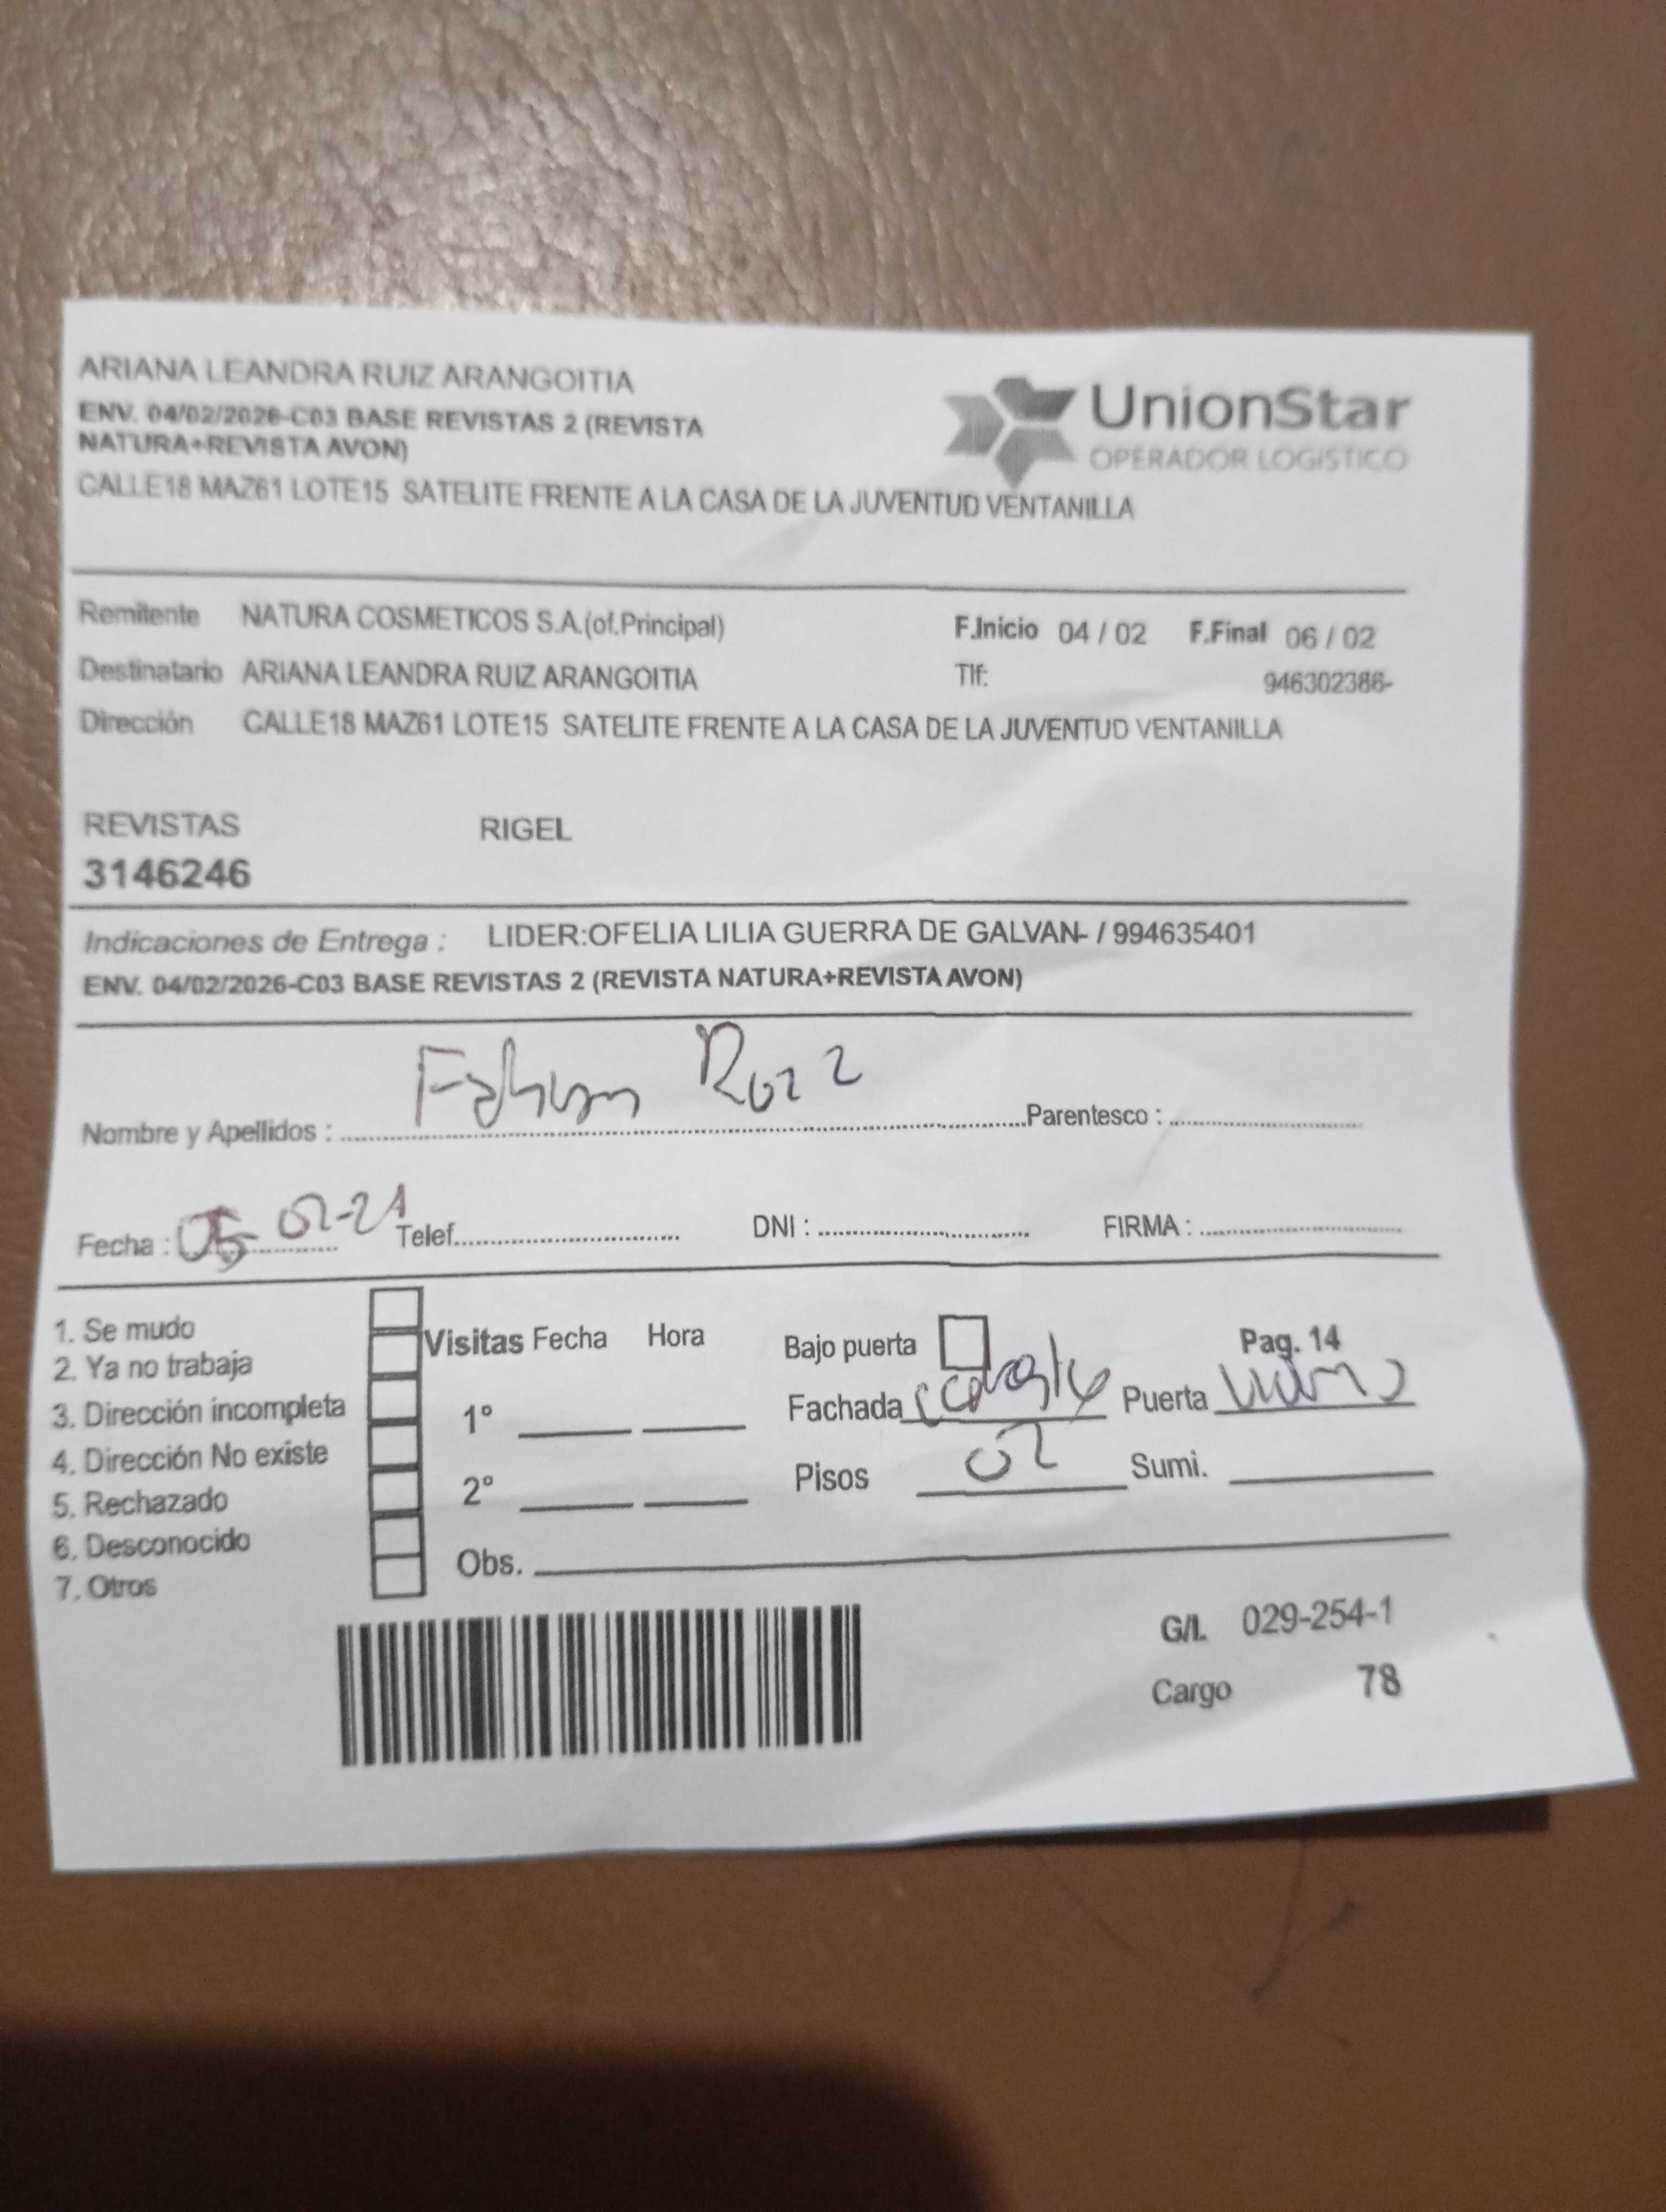 ARIANA LEANDRA RUIZ ARANGOITIA
ENV. 04/02/2026-C03 BASE REVISTAS 2 (REVISTA
NATURA+REVISTA AVON)
UnionStar
OPERADOR LOGISTICO
CALLE18 MAZ61 LOTE15 SATELITE FRENTE A LA CASA DE LA JUVENTUD VENTANILLA
Remitente NATURA COSMETICOS S.A.(of.Principal) F.Inicio 04 / 02 F.Final 06 / 02
Destinatario ARIANA LEANDRA RUIZ ARANGOITIA Tlf: 946302386-
Dirección CALLE18 MAZ61 LOTE15 SATELITE FRENTE A LA CASA DE LA JUVENTUD VENTANILLA
REVISTAS RIGEL
3146246
Indicaciones de Entrega : LIDER:OFELIA LILIA GUERRA DE GALVAN- / 994635401
ENV. 04/02/2026-C03 BASE REVISTAS 2 (REVISTA NATURA+REVISTA AVON)
Nombre y Apellidos : Parentesco :
Fecha : Telef. DNI : FIRMA :
1. Se mudo
2. Ya no trabaja
3. Dirección incompleta
4. Dirección No existe
5. Rechazado
6. Desconocido
7. Otros
Visitas Fecha Hora
1°
2°
Obs.
Bajo puerta Pag. 14
Fachada Puerta
Pisos 02 Sumi.
G/L 029-254-1
Cargo 78